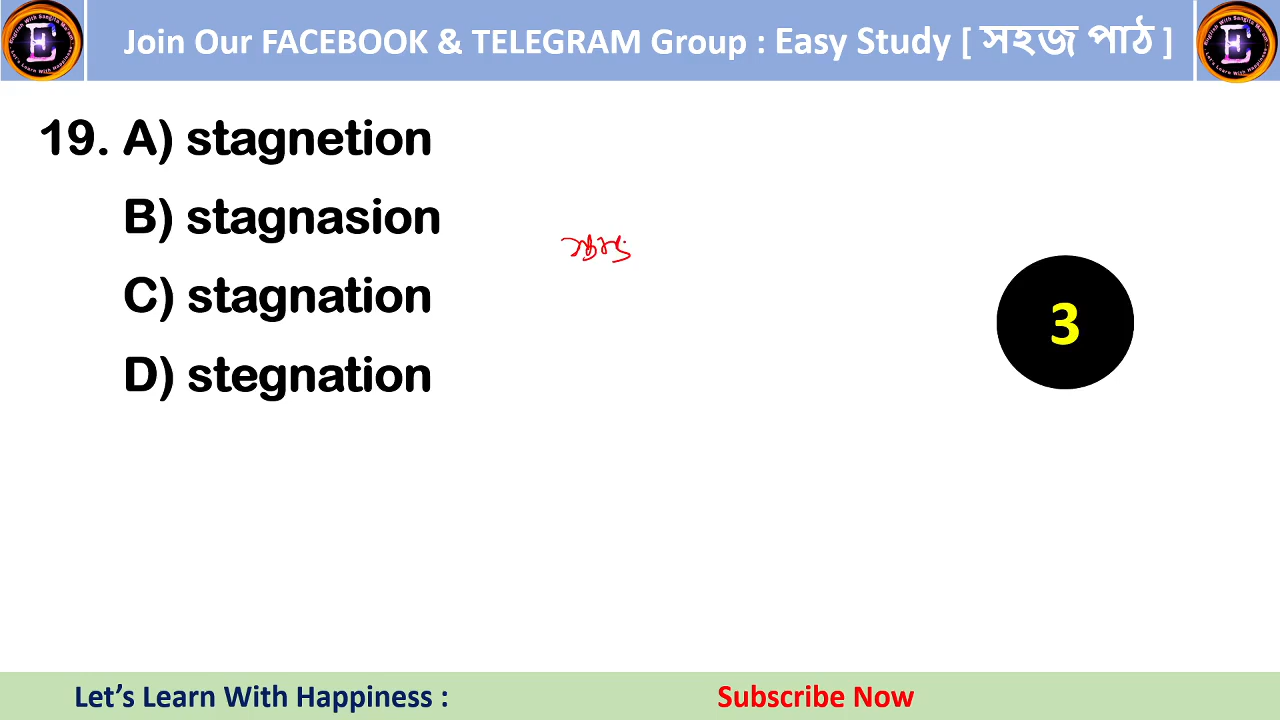 Join Our FACEBOOK & TELEGRAM Group : Easy Study [ সহজ পাঠ ]
19. A) stagnetion
B) stagnasion
C) stagnation
D) stegnation
3
Let's Learn With Happiness :
Subscribe Now